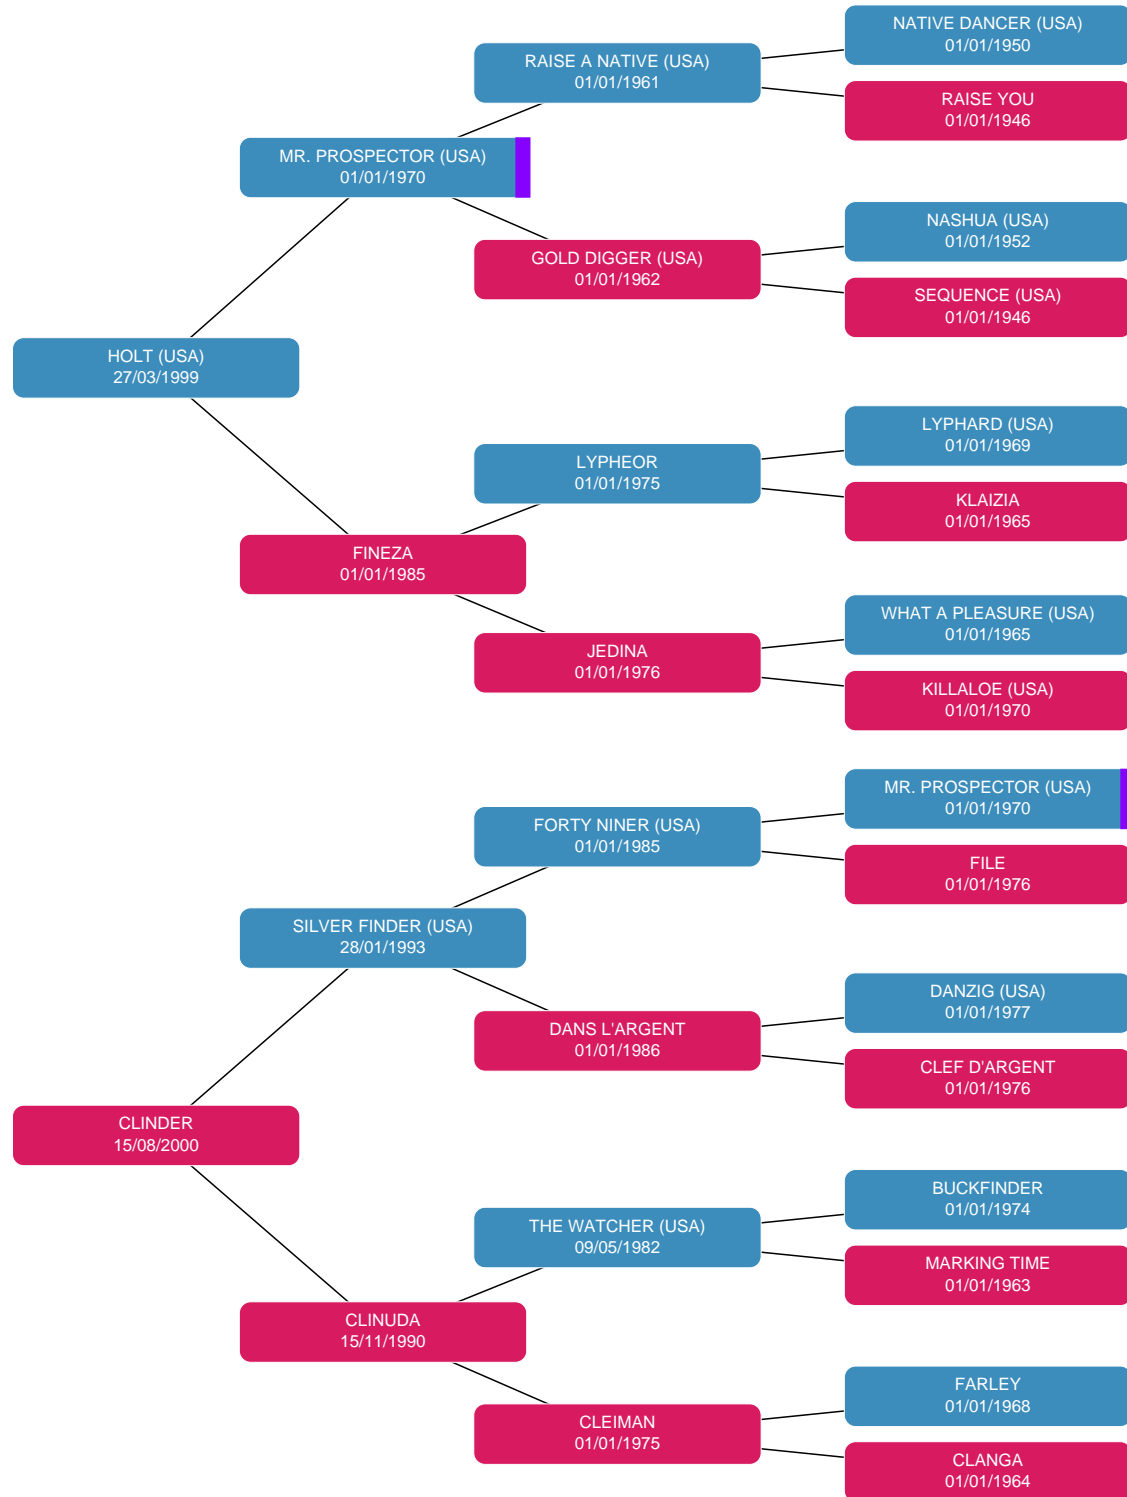 NATIVE DANCER (USA)
01/01/1950
RAISE A NATIVE (USA)
01/01/1961
RAISE YOU
01/01/1946
MR. PROSPECTOR (USA)
01/01/1970
NASHUA (USA)
01/01/1952
GOLD DIGGER (USA)
01/01/1962
SEQUENCE (USA)
01/01/1946
HOLT (USA)
27/03/1999
LYPHARD (USA)
01/01/1969
LYPHEOR
01/01/1975
KLAIZIA
01/01/1965
FINEZA
01/01/1985
WHAT A PLEASURE (USA)
01/01/1965
JEDINA
01/01/1976
KILLALOE (USA)
01/01/1970
MR. PROSPECTOR (USA)
01/01/1970
FORTY NINER (USA)
01/01/1985
FILE
01/01/1976
SILVER FINDER (USA)
28/01/1993
DANZIG (USA)
01/01/1977
DANS L'ARGENT
01/01/1986
CLEF D'ARGENT
01/01/1976
CLINDER
15/08/2000
BUCKFINDER
01/01/1974
THE WATCHER (USA)
09/05/1982
MARKING TIME
01/01/1963
CLINUDA
15/11/1990
FARLEY
01/01/1968
CLEIMAN
01/01/1975
CLANGA
01/01/1964